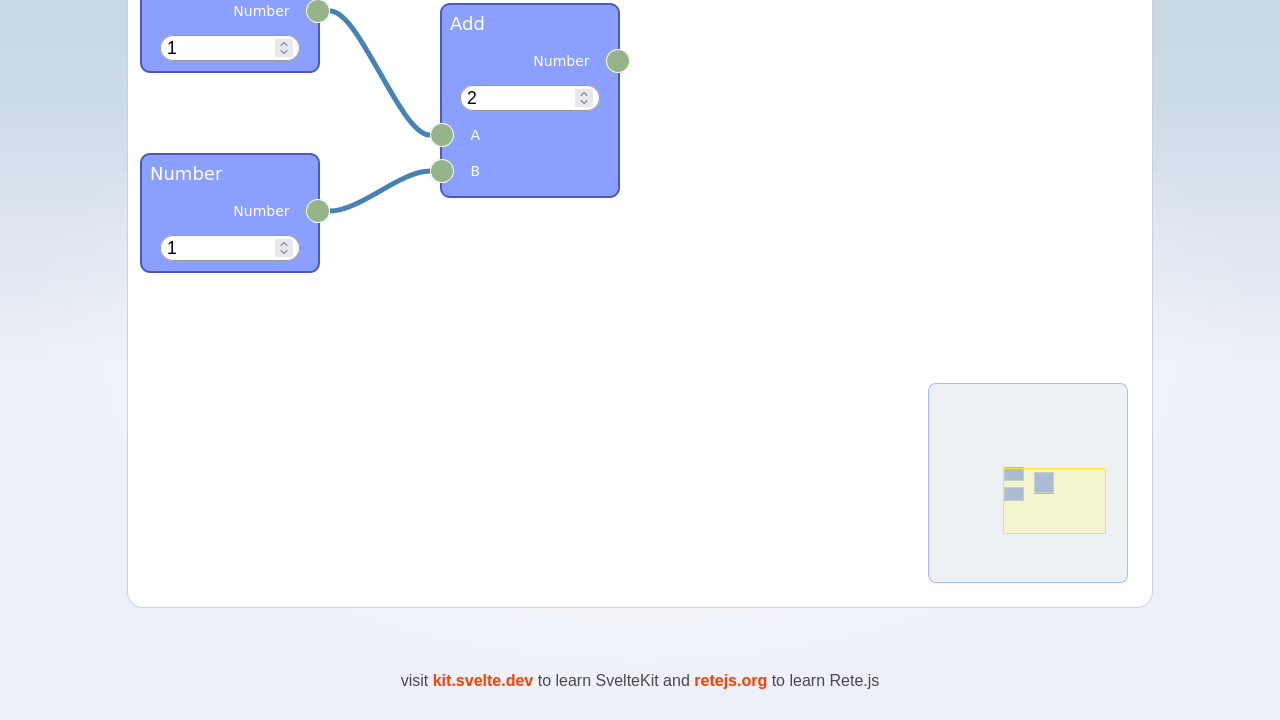 Number
1
Add
Number
2
A
B
Number
Number
1
visit kit.svelte.dev to learn SvelteKit and retejs.org to learn Rete.js